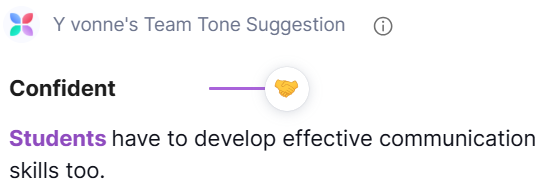 Y vonne's Team Tone Suggestion
Confident
Students have to develop effective communication
skills too.